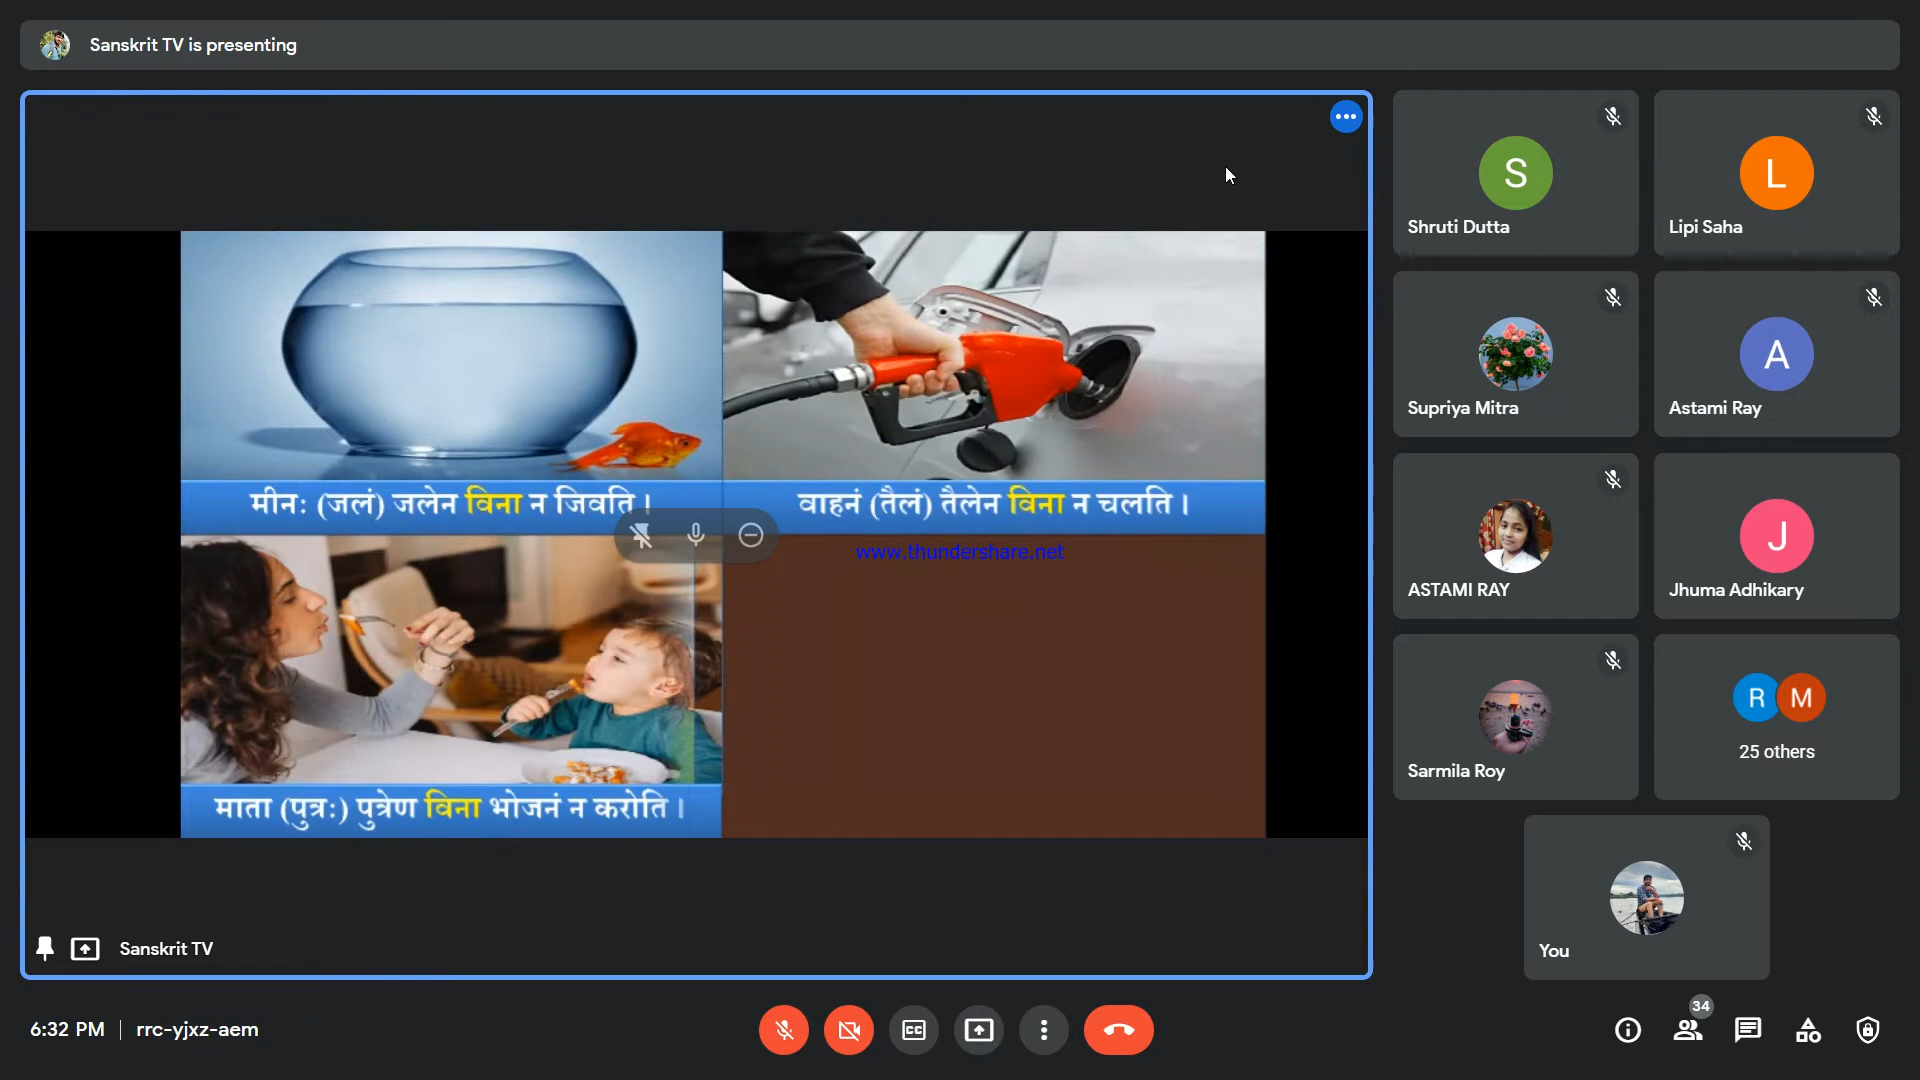 Sanskrit TV is presenting
मीनः (जलं) जलेन विना न जिवति ।
वाहनं (तैलं) तैलेन विना न चलति ।
www.thundershare.net
माता (पुत्रः) पुत्रेण विना भोजनं न करोति ।
Sanskrit TV
S
Shruti Dutta
L
Lipi Saha
Supriya Mitra
A
Astami Ray
ASTAMI RAY
J
Jhuma Adhikary
Sarmila Roy
R M
25 others
You
6:32 PM | rrc-yjxz-aem
CC
34